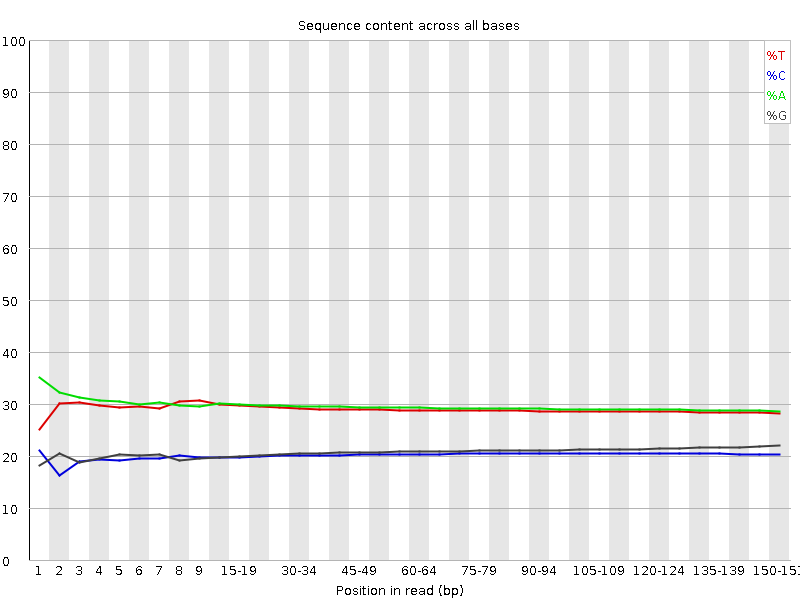 Sequence content across all bases
100
90
80
70
60
50
40
30
20
10
0
%T
%C
%A
%G
1 2 3 4 5 6 7 8 9 15-19 30-34 45-49 60-64 75-79 90-94 105-109 120-124 135-139 150-151
Position in read (bp)